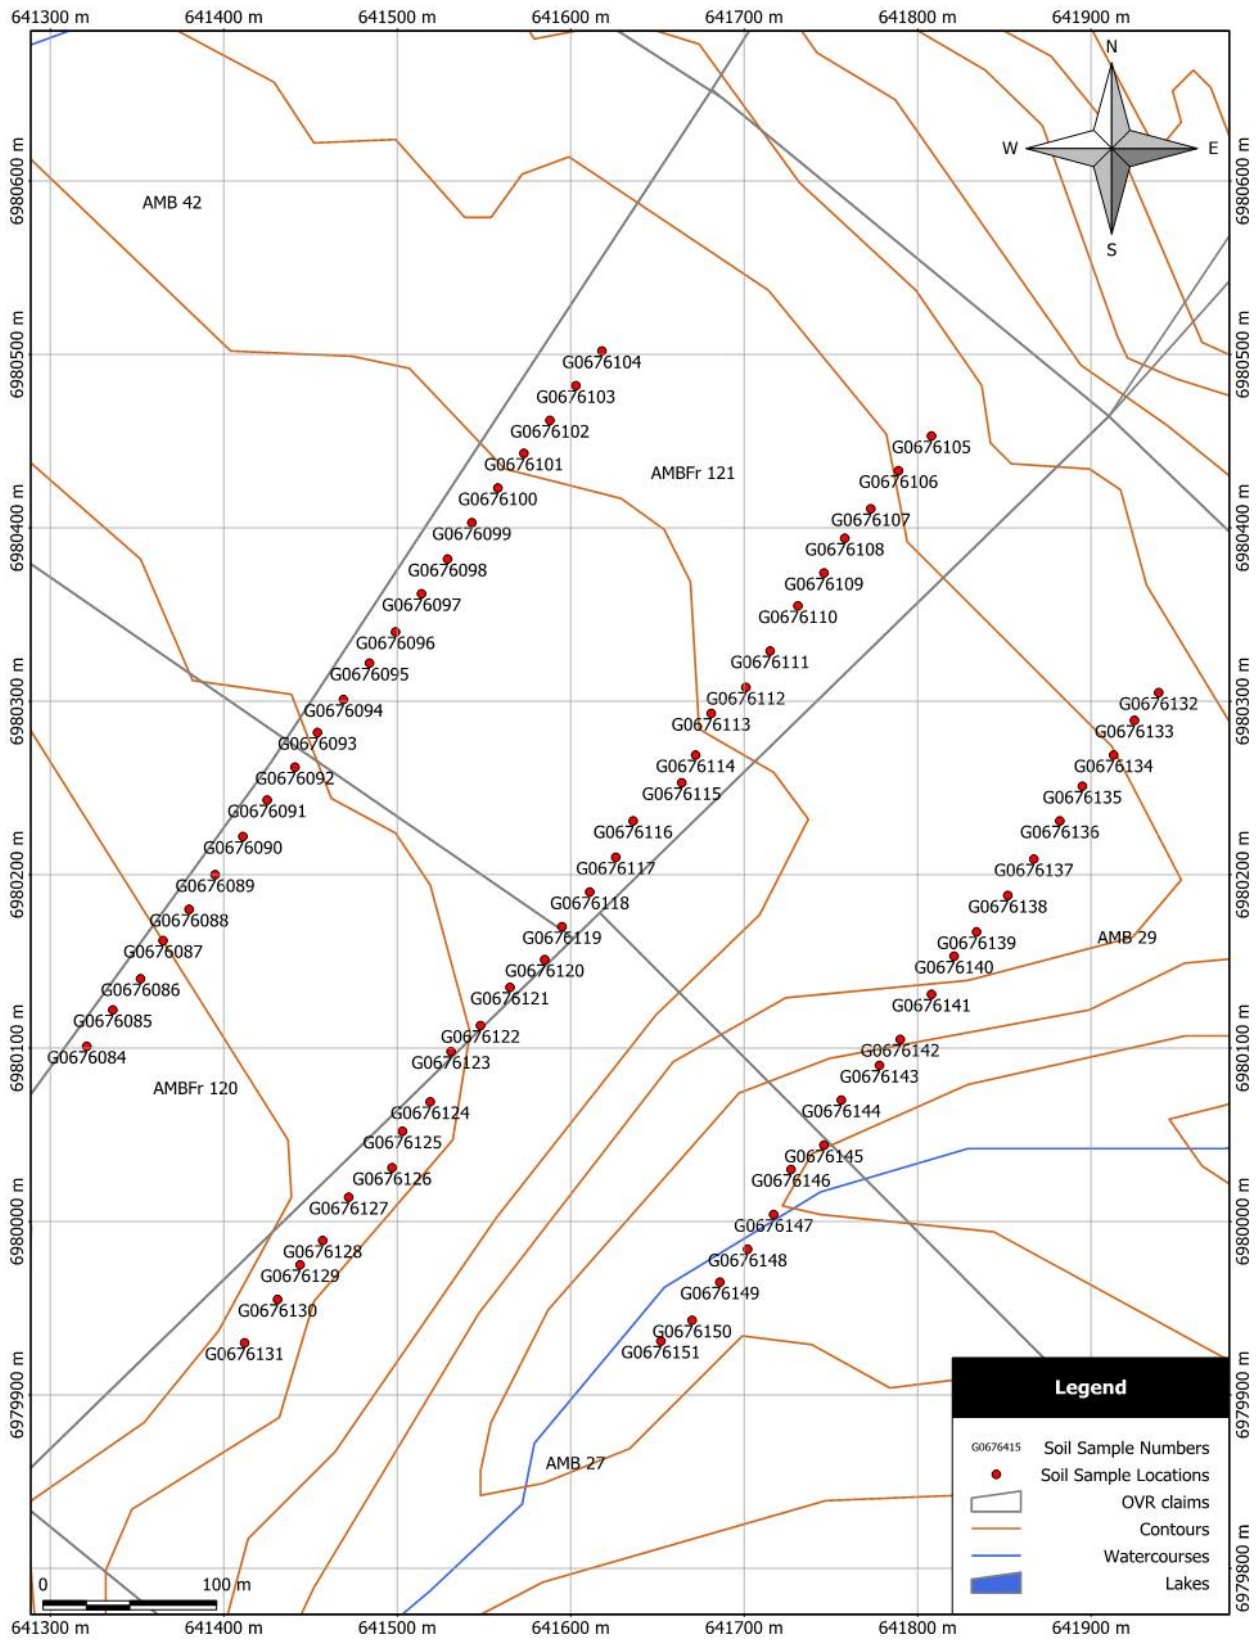 641300 m 641400 m 641500 m 641600 m 641700 m 641800 m 641900 m
N
W E
S
6980600 m 6980600 m
AMB 42
6980500 m 6980500 m
G0676104
G0676103
G0676102
G0676101
G0676100
G0676099
G0676098
G0676097
G0676096
G0676095
G0676094
G0676093
G0676092
G0676091
G0676090
G0676089
G0676088
G0676087
G0676086
G0676085
G0676084
AMBFr 121
G0676105
G0676106
G0676107
G0676108
G0676109
G0676110
G0676111
G0676112
G0676113
G0676114
G0676115
G0676116
G0676117
G0676118
G0676119
G0676120
G0676121
G0676122
G0676123
G0676124
G0676125
G0676126
G0676127
G0676128
G0676129
G0676130
G0676131
6980400 m 6980400 m
6980300 m 6980300 m
G0676132
G0676133
G0676134
G0676135
G0676136
G0676137
G0676138
G0676139
G0676140
G0676141
G0676142
G0676143
G0676144
G0676145
G0676146
G0676147
G0676148
G0676149
G0676150
G0676151
6980200 m 6980200 m
AMB 29
6980100 m 6980100 m
AMBFr 120
6980000 m 6980000 m
6979900 m 6979900 m
AMB 27
6979800 m 6979800 m
Legend
G0676415 Soil Sample Numbers
Soil Sample Locations
OVR claims
Contours
Watercourses
Lakes
0 100 m
641300 m 641400 m 641500 m 641600 m 641700 m 641800 m 641900 m